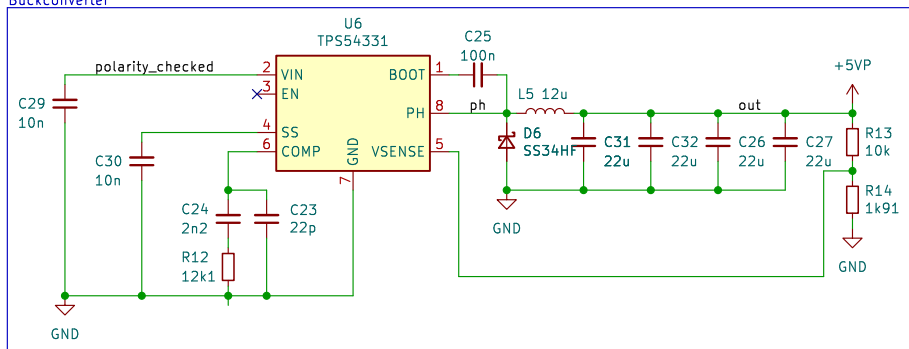 Buckconverter
U6
TPS54331
polarity_checked
2
VIN
3
EN
4
SS
6
COMP
GND
7
BOOT
1
PH
8
VSENSE
5
C25
100n
ph
L5 12u
out
+5VP
C29
10n
C30
10n
C24
2n2
C23
22p
R12
12k1
D6
SS34HF
C31
22u
C32
22u
C26
22u
C27
22u
R13
10k
R14
1k91
GND
GND
GND